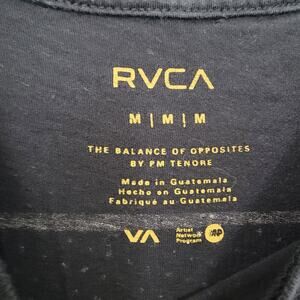 RVCA
M | M | M
THE BALANCE OF OPPOSITES
BY PM TENORE
Made in Guatemala
Hecho en Guatemala
Fabriqué au Guatemala
VA
Artist
Network
Program
ANP